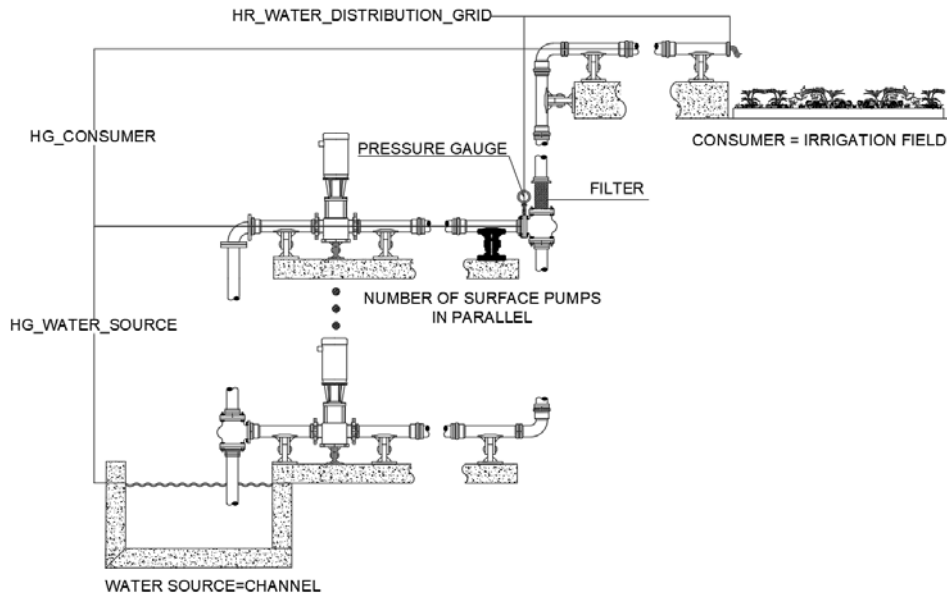 HR_WATER_DISTRIBUTION_GRID
HG_CONSUMER
PRESSURE GAUGE
CONSUMER = IRRIGATION FIELD
FILTER
NUMBER OF SURFACE PUMPS
IN PARALLEL
HG_WATER_SOURCE
WATER SOURCE=CHANNEL